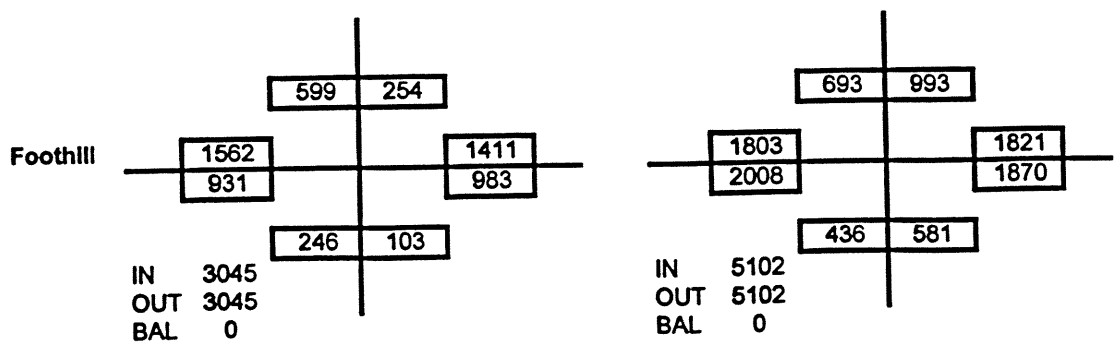 599 254 693 993
Foothill 1562 1411 1803 1821
931 983 2008 1870
246 103 436 581
IN 3045 IN 5102
OUT 3045 OUT 5102
BAL 0 BAL 0